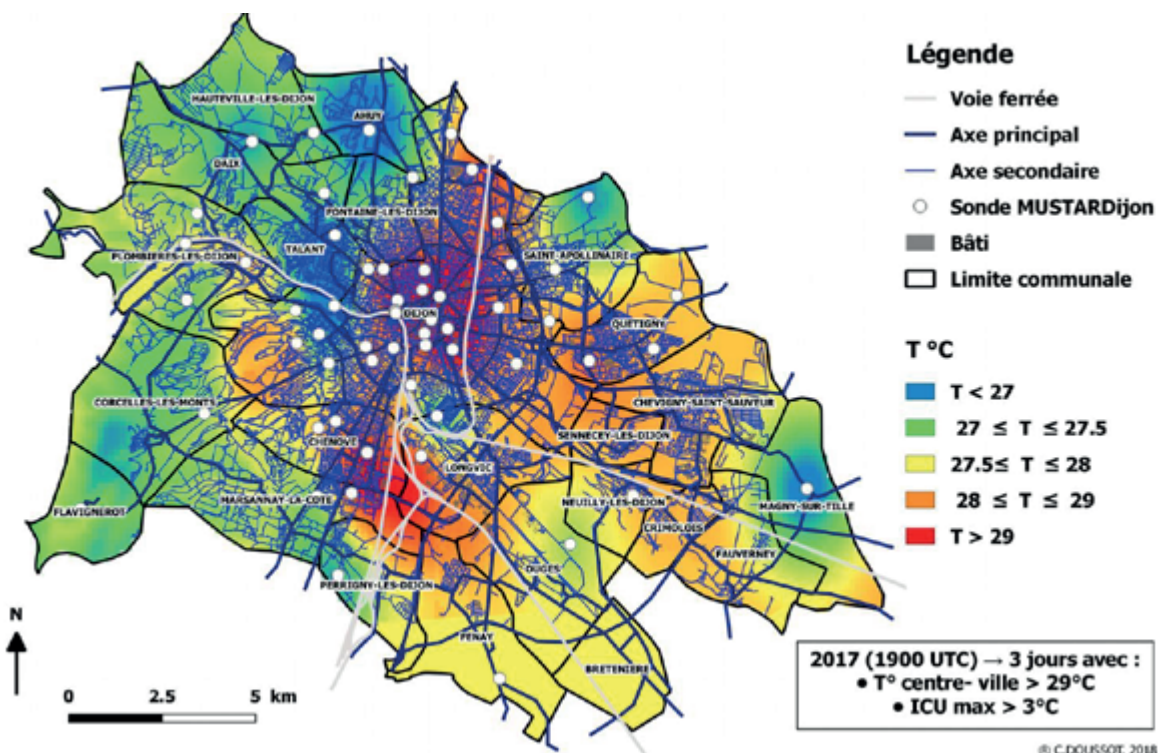 Légende
Voie ferrée
Axe principal
Axe secondaire
Sonde MUSTARDijon
Bâti
Limite communale
T °C
T < 27
27 ≤ T ≤ 27.5
27.5≤ T ≤ 28
28 ≤ T ≤ 29
T > 29
HAUTEVILLE-LES-DIJON
AHUY
DAIX
FONTAINE-LES-DIJON
TALANT
SAINT-APOLLINAIRE
PLOMBIERES-LES-DIJON
DIJON
QUETIGNY
CORCELLES-LES-MONTS
CHEVIGNY-SAINT-SAUVEUR
CHENOVE
SENNECEY-LES-DIJON
LONGVIC
MARSANNAY-LA-COTE
NEUILLY-LES-DIJON
MAGNY-SUR-TILLE
FLAVIGNEROT
CRIMOLOIS
FAUVERNEY
OUGES
PERRIGNY-LES-DIJON
FENAY
BRETENIERE
N
0 2.5 5 km
2017 (1900 UTC) → 3 jours avec :
• T° centre- ville > 29°C
• ICU max > 3°C
© C.DOUSSOT, 2018